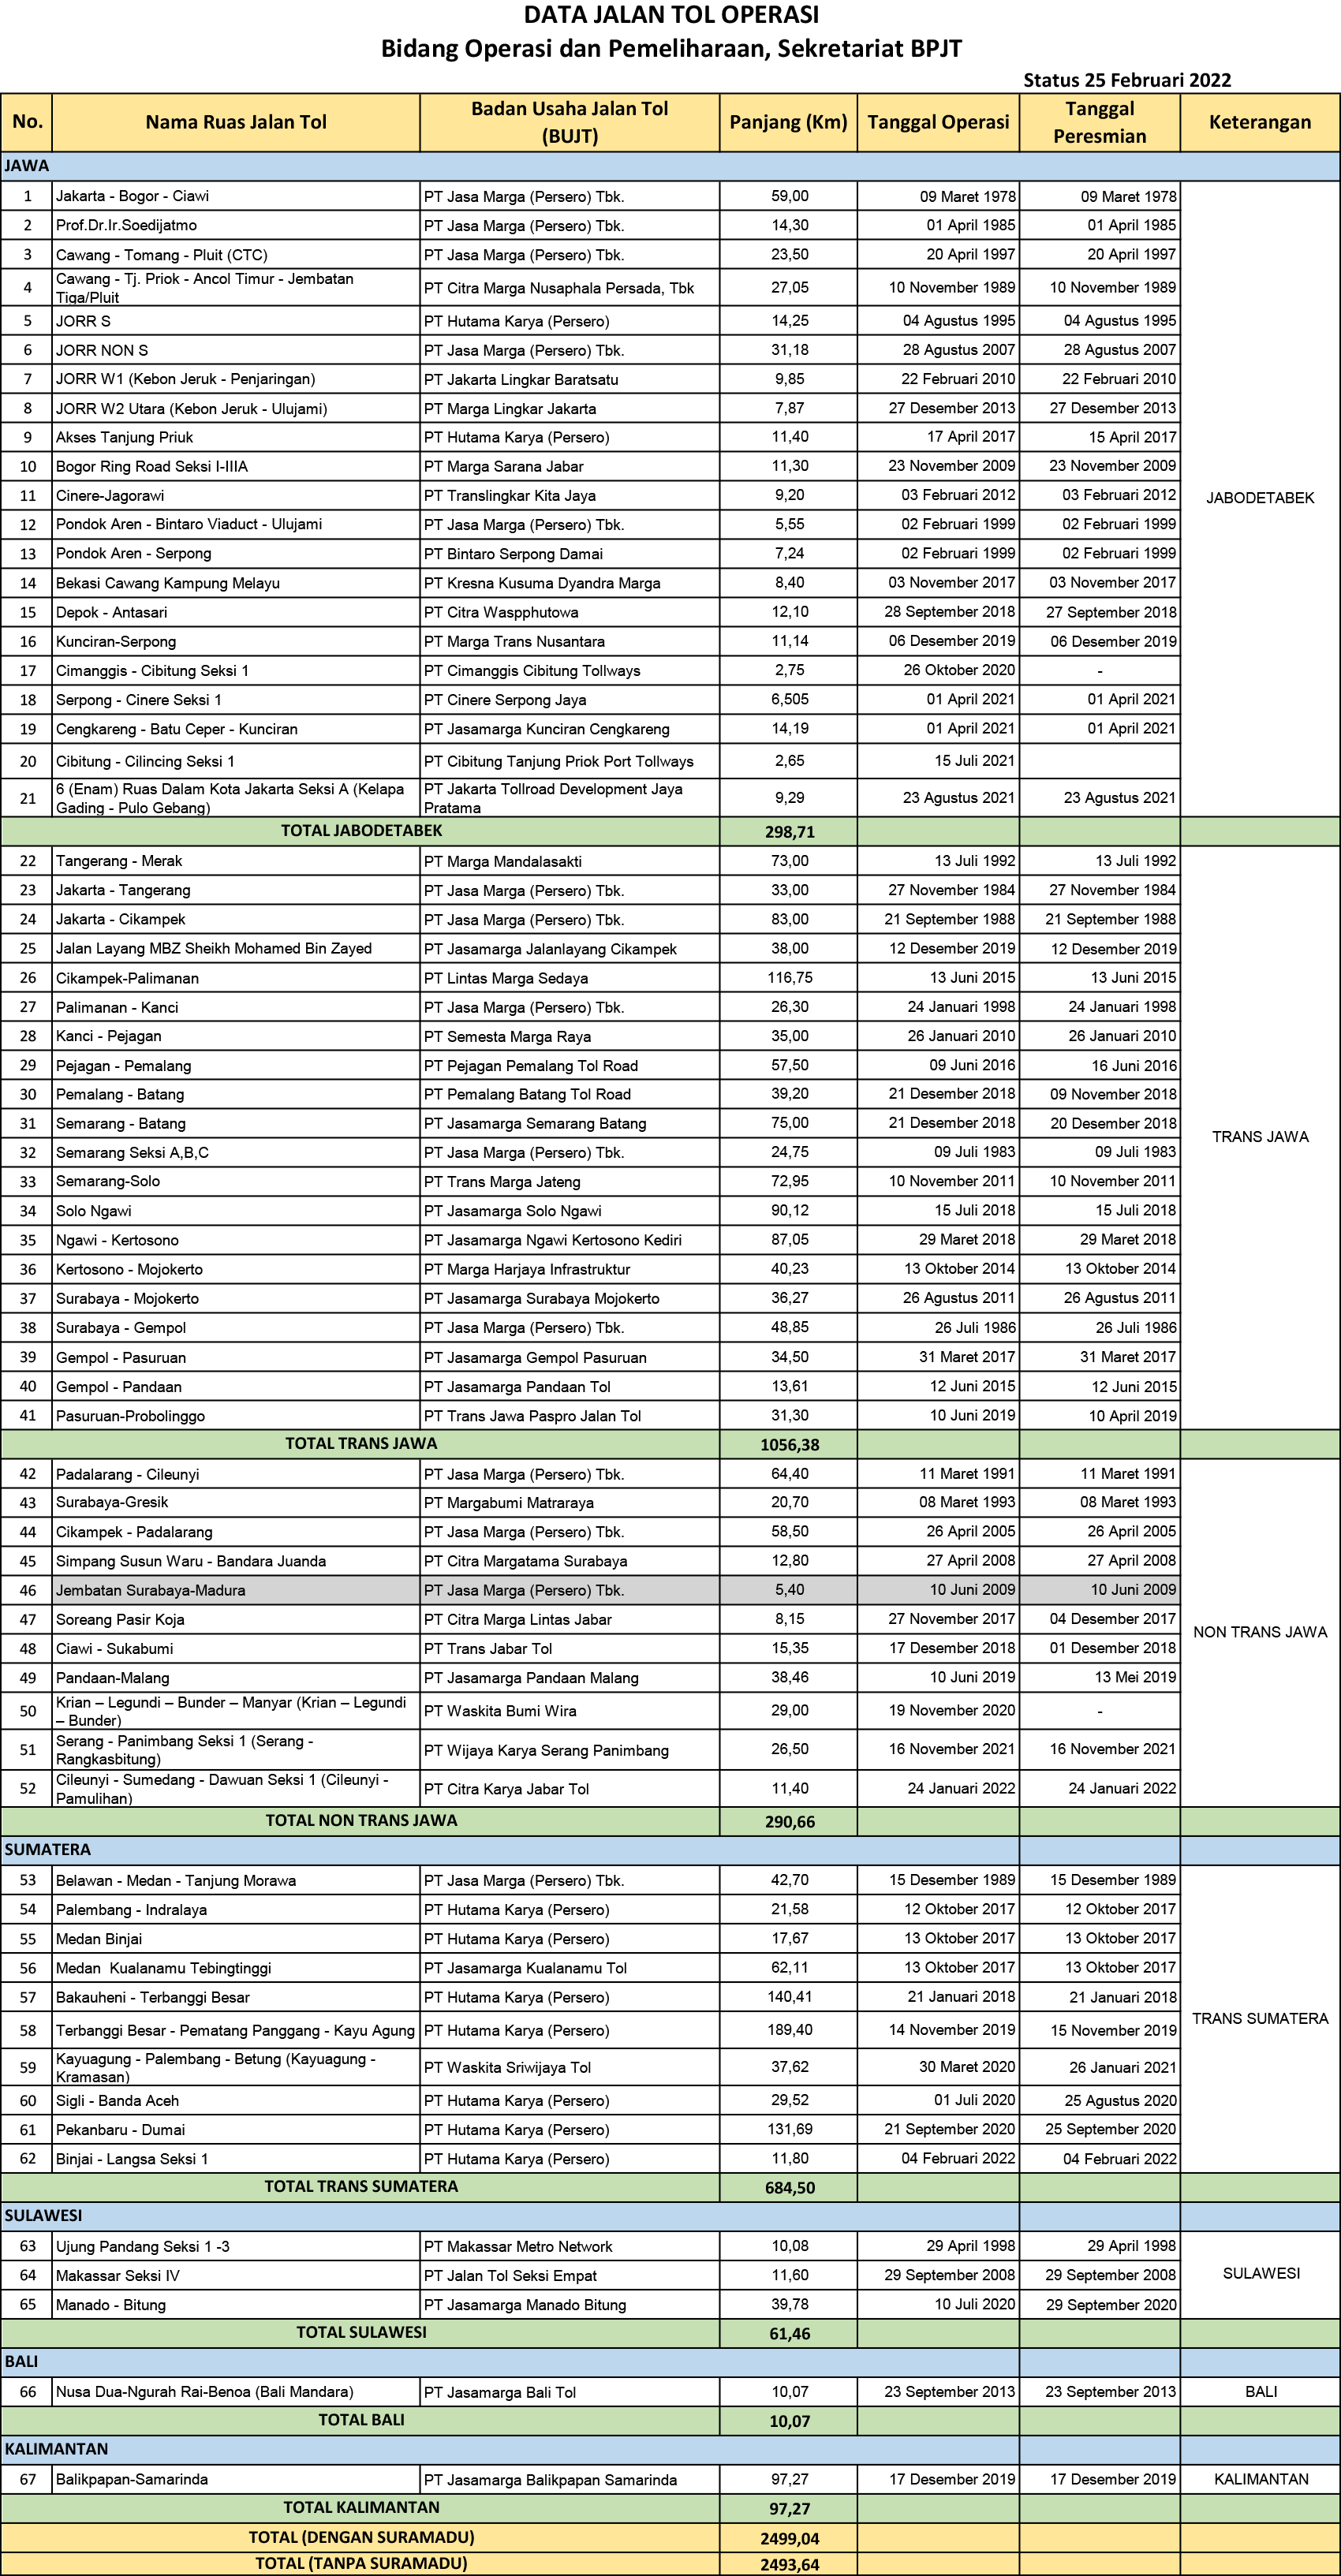 DATA JALAN TOL OPERASI
Bidang Operasi dan Pemeliharaan, Sekretariat BPJT
Status 25 Februari 2022
No. Nama Ruas Jalan Tol Badan Usaha Jalan Tol (BUJT) Panjang (Km) Tanggal Operasi Tanggal Peresmian Keterangan
JAWA
1 Jakarta - Bogor - Ciawi PT Jasa Marga (Persero) Tbk. 59,00 09 Maret 1978 09 Maret 1978
2 Prof.Dr.Ir.Soedijatmo PT Jasa Marga (Persero) Tbk. 14,30 01 April 1985 01 April 1985
3 Cawang - Tomang - Pluit (CTC) PT Jasa Marga (Persero) Tbk. 23,50 20 April 1997 20 April 1997
4 Cawang - Tj. Priok - Ancol Timur - Jembatan Tiga/Pluit PT Citra Marga Nusaphala Persada, Tbk 27,05 10 November 1989 10 November 1989
5 JORR S PT Hutama Karya (Persero) 14,25 04 Agustus 1995 04 Agustus 1995
6 JORR NON S PT Jasa Marga (Persero) Tbk. 31,18 28 Agustus 2007 28 Agustus 2007
7 JORR W1 (Kebon Jeruk - Penjaringan) PT Jakarta Lingkar Baratsatu 9,85 22 Februari 2010 22 Februari 2010
8 JORR W2 Utara (Kebon Jeruk - Ulujami) PT Marga Lingkar Jakarta 7,87 27 Desember 2013 27 Desember 2013
9 Akses Tanjung Priuk PT Hutama Karya (Persero) 11,40 17 April 2017 15 April 2017
10 Bogor Ring Road Seksi I-IIIA PT Marga Sarana Jabar 11,30 23 November 2009 23 November 2009
11 Cinere-Jagorawi PT Translingkar Kita Jaya 9,20 03 Februari 2012 03 Februari 2012
JABODETABEK
12 Pondok Aren - Bintaro Viaduct - Ulujami PT Jasa Marga (Persero) Tbk. 5,55 02 Februari 1999 02 Februari 1999
13 Pondok Aren - Serpong PT Bintaro Serpong Damai 7,24 02 Februari 1999 02 Februari 1999
14 Bekasi Cawang Kampung Melayu PT Kresna Kusuma Dyandra Marga 8,40 03 November 2017 03 November 2017
15 Depok - Antasari PT Citra Waspphutowa 12,10 28 September 2018 27 September 2018
16 Kunciran-Serpong PT Marga Trans Nusantara 11,14 06 Desember 2019 06 Desember 2019
17 Cimanggis - Cibitung Seksi 1 PT Cimanggis Cibitung Tollways 2,75 26 Oktober 2020 -
18 Serpong - Cinere Seksi 1 PT Cinere Serpong Jaya 6,505 01 April 2021 01 April 2021
19 Cengkareng - Batu Ceper - Kunciran PT Jasamarga Kunciran Cengkareng 14,19 01 April 2021 01 April 2021
20 Cibitung - Cilincing Seksi 1 PT Cibitung Tanjung Priok Port Tollways 2,65 15 Juli 2021
21 6 (Enam) Ruas Dalam Kota Jakarta Seksi A (Kelapa Gading - Pulo Gebang) PT Jakarta Tollroad Development Jaya Pratama 9,29 23 Agustus 2021 23 Agustus 2021
TOTAL JABODETABEK 298,71
22 Tangerang - Merak PT Marga Mandalasakti 73,00 13 Juli 1992 13 Juli 1992
23 Jakarta - Tangerang PT Jasa Marga (Persero) Tbk. 33,00 27 November 1984 27 November 1984
24 Jakarta - Cikampek PT Jasa Marga (Persero) Tbk. 83,00 21 September 1988 21 September 1988
25 Jalan Layang MBZ Sheikh Mohamed Bin Zayed PT Jasamarga Jalanlayang Cikampek 38,00 12 Desember 2019 12 Desember 2019
26 Cikampek-Palimanan PT Lintas Marga Sedaya 116,75 13 Juni 2015 13 Juni 2015
27 Palimanan - Kanci PT Jasa Marga (Persero) Tbk. 26,30 24 Januari 1998 24 Januari 1998
28 Kanci - Pejagan PT Semesta Marga Raya 35,00 26 Januari 2010 26 Januari 2010
29 Pejagan - Pemalang PT Pejagan Pemalang Tol Road 57,50 09 Juni 2016 16 Juni 2016
30 Pemalang - Batang PT Pemalang Batang Tol Road 39,20 21 Desember 2018 09 November 2018
31 Semarang - Batang PT Jasamarga Semarang Batang 75,00 21 Desember 2018 20 Desember 2018
TRANS JAWA
32 Semarang Seksi A,B,C PT Jasa Marga (Persero) Tbk. 24,75 09 Juli 1983 09 Juli 1983
33 Semarang-Solo PT Trans Marga Jateng 72,95 10 November 2011 10 November 2011
34 Solo Ngawi PT Jasamarga Solo Ngawi 90,12 15 Juli 2018 15 Juli 2018
35 Ngawi - Kertosono PT Jasamarga Ngawi Kertosono Kediri 87,05 29 Maret 2018 29 Maret 2018
36 Kertosono - Mojokerto PT Marga Harjaya Infrastruktur 40,23 13 Oktober 2014 13 Oktober 2014
37 Surabaya - Mojokerto PT Jasamarga Surabaya Mojokerto 36,27 26 Agustus 2011 26 Agustus 2011
38 Surabaya - Gempol PT Jasa Marga (Persero) Tbk. 48,85 26 Juli 1986 26 Juli 1986
39 Gempol - Pasuruan PT Jasamarga Gempol Pasuruan 34,50 31 Maret 2017 31 Maret 2017
40 Gempol - Pandaan PT Jasamarga Pandaan Tol 13,61 12 Juni 2015 12 Juni 2015
41 Pasuruan-Probolinggo PT Trans Jawa Paspro Jalan Tol 31,30 10 Juni 2019 10 April 2019
TOTAL TRANS JAWA 1056,38
42 Padalarang - Cileunyi PT Jasa Marga (Persero) Tbk. 64,40 11 Maret 1991 11 Maret 1991
43 Surabaya-Gresik PT Margabumi Matraraya 20,70 08 Maret 1993 08 Maret 1993
44 Cikampek - Padalarang PT Jasa Marga (Persero) Tbk. 58,50 26 April 2005 26 April 2005
45 Simpang Susun Waru - Bandara Juanda PT Citra Margatama Surabaya 12,80 27 April 2008 27 April 2008
46 Jembatan Surabaya-Madura PT Jasa Marga (Persero) Tbk. 5,40 10 Juni 2009 10 Juni 2009
47 Soreang Pasir Koja PT Citra Marga Lintas Jabar 8,15 27 November 2017 04 Desember 2017
NON TRANS JAWA
48 Ciawi - Sukabumi PT Trans Jabar Tol 15,35 17 Desember 2018 01 Desember 2018
49 Pandaan-Malang PT Jasamarga Pandaan Malang 38,46 10 Juni 2019 13 Mei 2019
50 Krian – Legundi – Bunder – Manyar (Krian – Legundi – Bunder) PT Waskita Bumi Wira 29,00 19 November 2020 -
51 Serang - Panimbang Seksi 1 (Serang - Rangkasbitung) PT Wijaya Karya Serang Panimbang 26,50 16 November 2021 16 November 2021
52 Cileunyi - Sumedang - Dawuan Seksi 1 (Cileunyi - Pamulihan) PT Citra Karya Jabar Tol 11,40 24 Januari 2022 24 Januari 2022
TOTAL NON TRANS JAWA 290,66
SUMATERA
53 Belawan - Medan - Tanjung Morawa PT Jasa Marga (Persero) Tbk. 42,70 15 Desember 1989 15 Desember 1989
54 Palembang - Indralaya PT Hutama Karya (Persero) 21,58 12 Oktober 2017 12 Oktober 2017
55 Medan Binjai PT Hutama Karya (Persero) 17,67 13 Oktober 2017 13 Oktober 2017
56 Medan Kualanamu Tebingtinggi PT Jasamarga Kualanamu Tol 62,11 13 Oktober 2017 13 Oktober 2017
57 Bakauheni - Terbanggi Besar PT Hutama Karya (Persero) 140,41 21 Januari 2018 21 Januari 2018
TRANS SUMATERA
58 Terbanggi Besar - Pematang Panggang - Kayu Agung PT Hutama Karya (Persero) 189,40 14 November 2019 15 November 2019
59 Kayuagung - Palembang - Betung (Kayuagung - Kramasan) PT Waskita Sriwijaya Tol 37,62 30 Maret 2020 26 Januari 2021
60 Sigli - Banda Aceh PT Hutama Karya (Persero) 29,52 01 Juli 2020 25 Agustus 2020
61 Pekanbaru - Dumai PT Hutama Karya (Persero) 131,69 21 September 2020 25 September 2020
62 Binjai - Langsa Seksi 1 PT Hutama Karya (Persero) 11,80 04 Februari 2022 04 Februari 2022
TOTAL TRANS SUMATERA 684,50
SULAWESI
63 Ujung Pandang Seksi 1 -3 PT Makassar Metro Network 10,08 29 April 1998 29 April 1998
64 Makassar Seksi IV PT Jalan Tol Seksi Empat 11,60 29 September 2008 29 September 2008 SULAWESI
65 Manado - Bitung PT Jasamarga Manado Bitung 39,78 10 Juli 2020 29 September 2020
TOTAL SULAWESI 61,46
BALI
66 Nusa Dua-Ngurah Rai-Benoa (Bali Mandara) PT Jasamarga Bali Tol 10,07 23 September 2013 23 September 2013 BALI
TOTAL BALI 10,07
KALIMANTAN
67 Balikpapan-Samarinda PT Jasamarga Balikpapan Samarinda 97,27 17 Desember 2019 17 Desember 2019 KALIMANTAN
TOTAL KALIMANTAN 97,27
TOTAL (DENGAN SURAMADU) 2499,04
TOTAL (TANPA SURAMADU) 2493,64